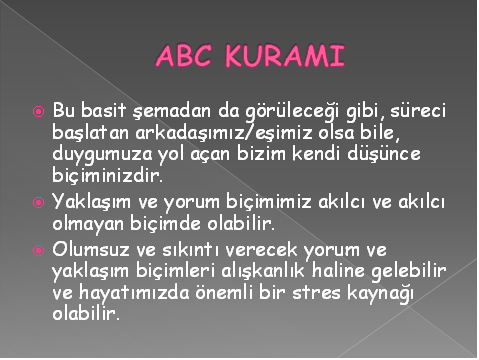 ABC KURAMI
Bu basit şemadan da görüleceği gibi, süreci
başlatan arkadaşımız/eşimiz olsa bile,
duygumuza yol açan bizim kendi düşünce
biçiminizdir.
Yaklaşım ve yorum biçimimiz akılcı ve akılcı
olmayan biçimde olabilir.
Olumsuz ve sıkıntı verecek yorum ve
yaklaşım biçimleri alışkanlık haline gelebilir
ve hayatımızda önemli bir stres kaynağı
olabilir.